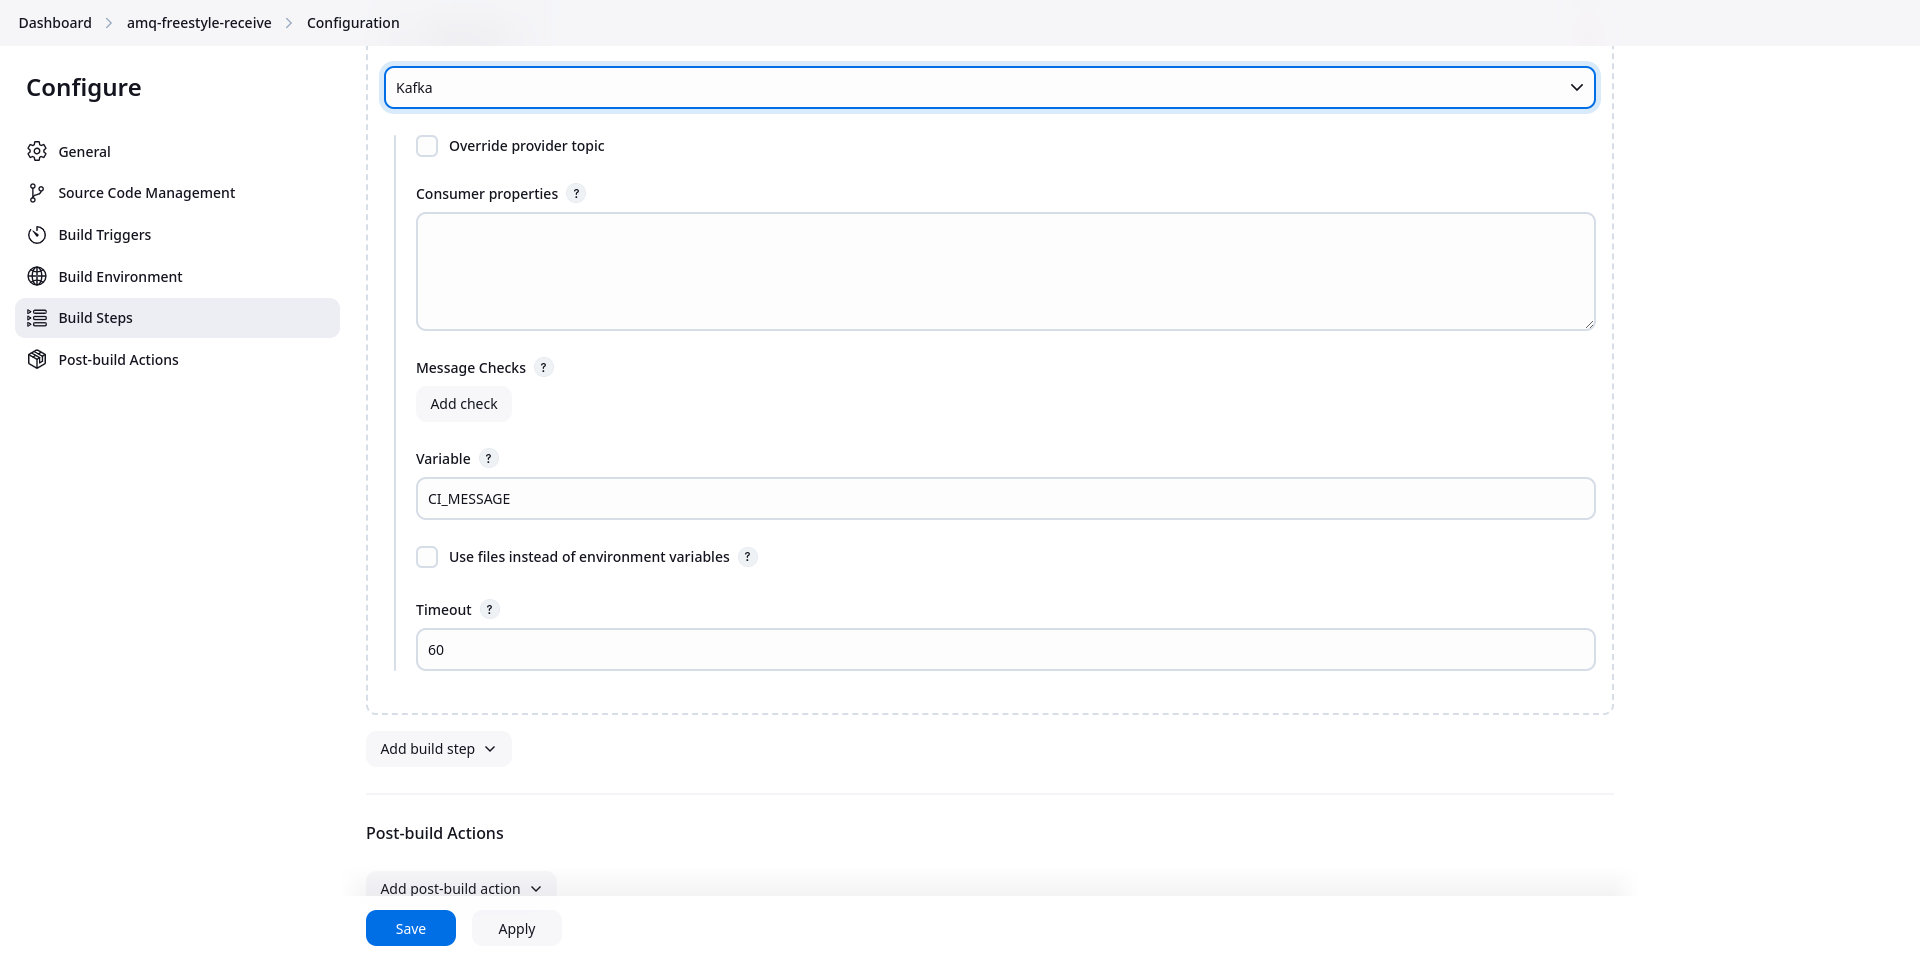 Dashboard
amq-freestyle-receive
Configuration
Configure
General
Source Code Management
Build Triggers
Build Environment
Build Steps
Post-build Actions
Kafka
Override provider topic
Consumer properties ?
Message Checks ?
Add check
Variable ?
CI_MESSAGE
Use files instead of environment variables ?
Timeout ?
60
Add build step
Post-build Actions
Add post-build action
Save
Apply